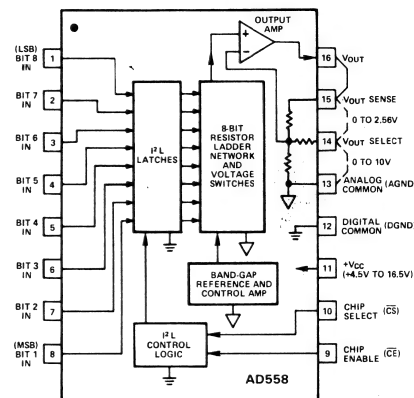 OUTPUT
AMP
(LSB)
BIT 8
IN
1
BIT 7
IN
2
BIT 6
IN
3
BIT 5
IN
4
BIT 4
IN
5
BIT 3
IN
6
BIT 2
IN
7
(MSB)
BIT 1
IN
8
I²L
LATCHES
8-BIT
RESISTOR
LADDER
NETWORK
AND
VOLTAGE
SWITCHES
BAND-GAP
REFERENCE AND
CONTROL AMP
I²L
CONTROL
LOGIC
+
−
16 VOUT
15 VOUT SENSE
0 TO 2.56V
14 VOUT SELECT
0 TO 10V
13 ANALOG
COMMON (AGND
12 DIGITAL
COMMON (DGND)
11 +VCC
(+4.5V TO 16.5V)
10 CHIP
SELECT (C̅S̅)
9 CHIP
ENABLE (C̅E̅)
AD558